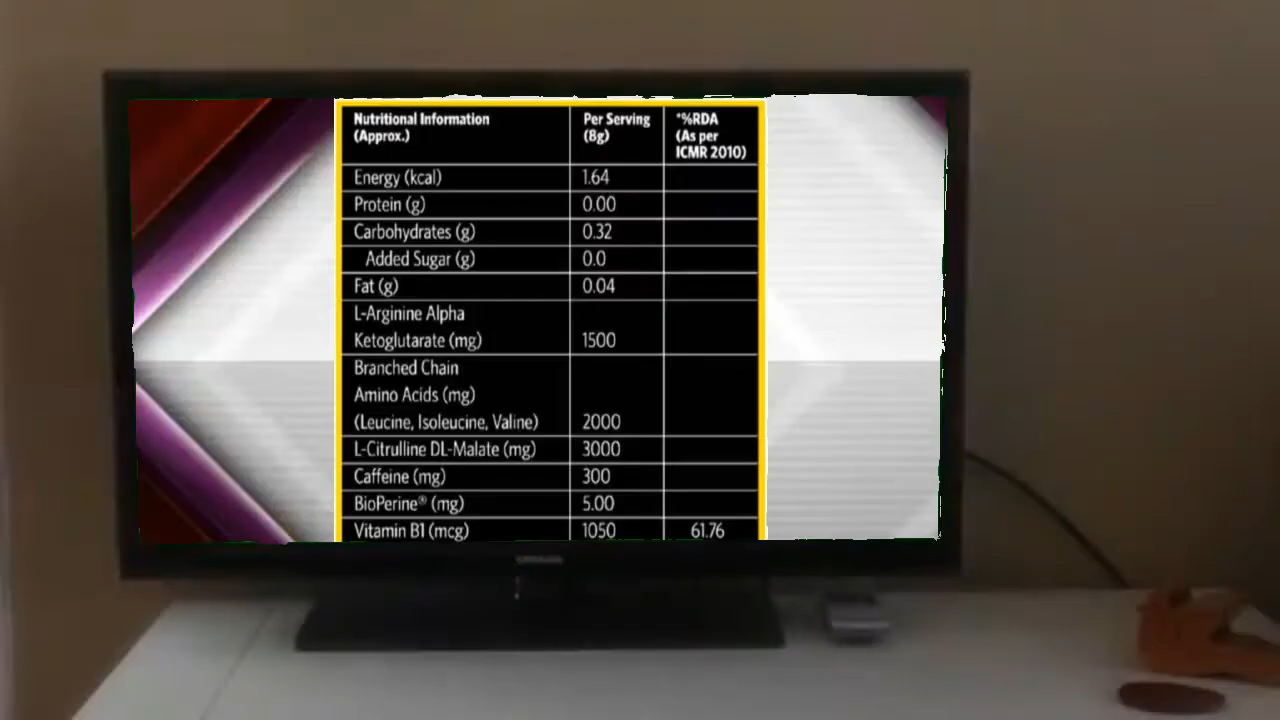 Nutritional Information (Approx.) Per Serving (8g) *%RDA (As per ICMR 2010)
Energy (kcal) 1.64
Protein (g) 0.00
Carbohydrates (g) 0.32
Added Sugar (g) 0.0
Fat (g) 0.04
L-Arginine Alpha
Ketoglutarate (mg) 1500
Branched Chain
Amino Acids (mg)
(Leucine, Isoleucine, Valine) 2000
L-Citrulline DL-Malate (mg) 3000
Caffeine (mg) 300
BioPerine® (mg) 5.00
Vitamin B1 (mcg) 1050 61.76